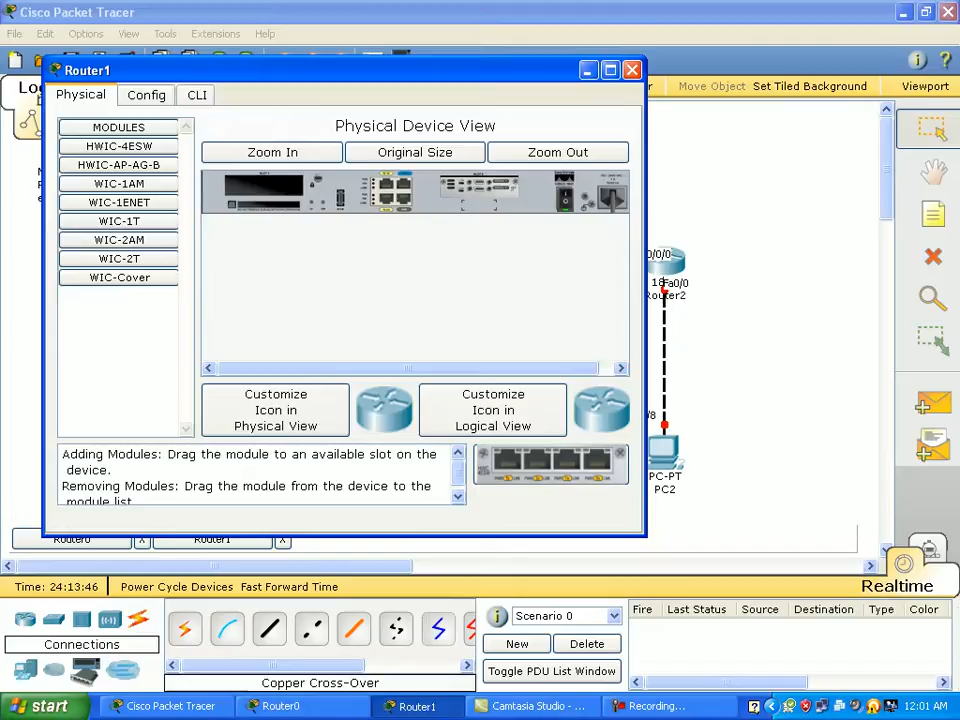 Cisco Packet Tracer
File Edit Options View Tools Extensions Help
Router1
Move Object Set Tiled Background Viewport
Physical Config CLI
MODULES
HWIC-4ESW
HWIC-AP-AG-B
WIC-1AM
WIC-1ENET
WIC-1T
WIC-2AM
WIC-2T
WIC-Cover
Physical Device View
Zoom In Original Size Zoom Out
Customize
Icon in
Physical View
Customize
Icon in
Logical View
Adding Modules: Drag the module to an available slot on the
device.
Removing Modules: Drag the module from the device to the
module list.
0/0/0
Fa0/0
Router2
/8
PC-PT
PC2
Router0 X Router1 X
Time: 24:13:46 Power Cycle Devices Fast Forward Time
Realtime
Connections
Copper Cross-Over
Scenario 0
New Delete
Toggle PDU List Window
Fire Last Status Source Destination Type Color
start Cisco Packet Tracer Router0 Router1 Camtasia Studio - ... Recording... 12:01 AM